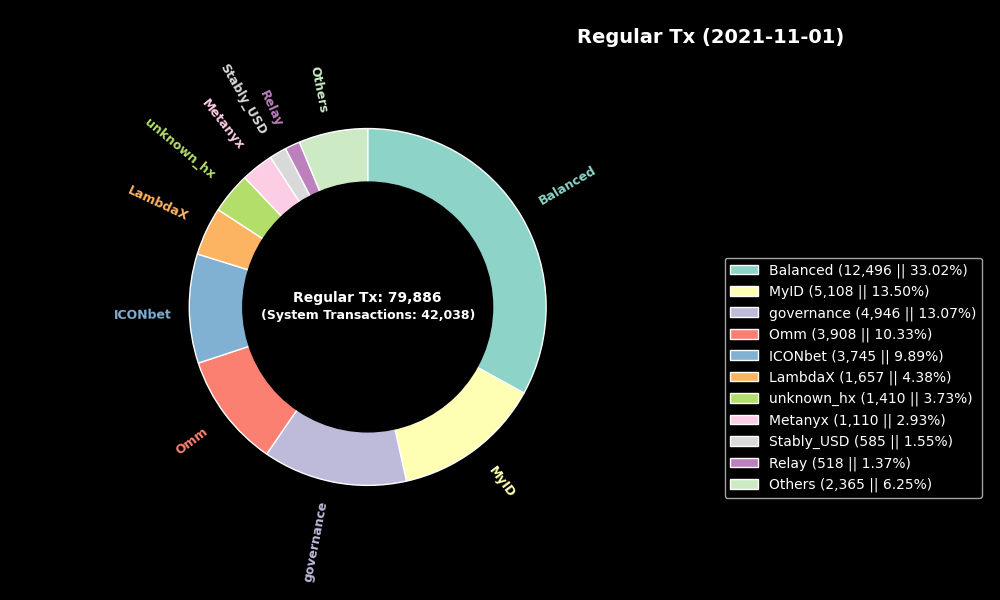 Regular Tx (2021-11-01)
Others
Relay
Stably_USD
Metanyx
unknown_hx
LambdaX
ICONbet
Omm
governance
MyID
Balanced
Regular Tx: 79,886
(System Transactions: 42,038)
Balanced (12,496 || 33.02%)
MyID (5,108 || 13.50%)
governance (4,946 || 13.07%)
Omm (3,908 || 10.33%)
ICONbet (3,745 || 9.89%)
LambdaX (1,657 || 4.38%)
unknown_hx (1,410 || 3.73%)
Metanyx (1,110 || 2.93%)
Stably_USD (585 || 1.55%)
Relay (518 || 1.37%)
Others (2,365 || 6.25%)